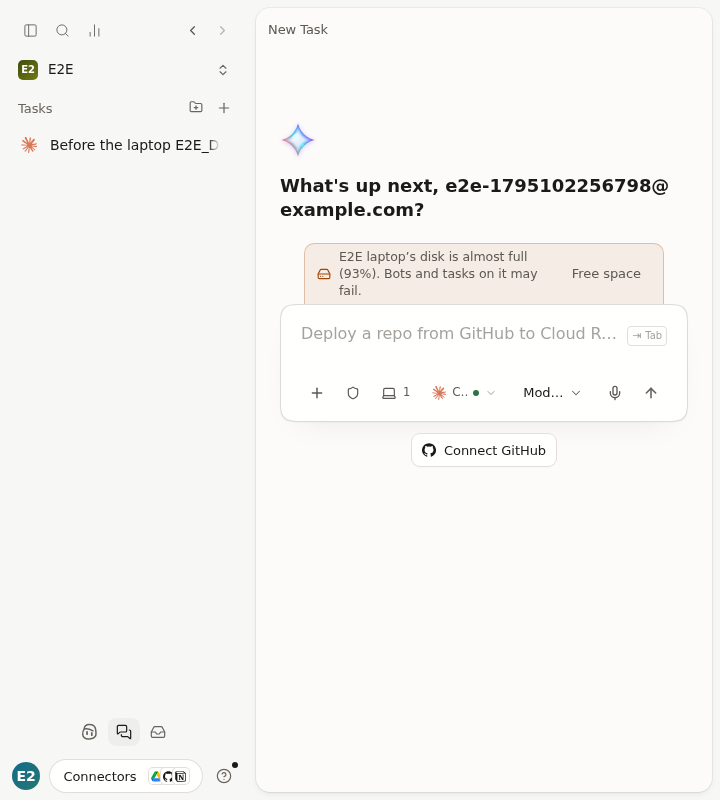 New Task
E2 E2E
Tasks
Before the laptop E2E_D
What's up next, e2e-1795102256798@
example.com?
E2E laptop’s disk is almost full
(93%). Bots and tasks on it may
fail.
Free space
Deploy a repo from GitHub to Cloud R...
⇥ Tab
1
C..
Mod...
Connect GitHub
E2
Connectors